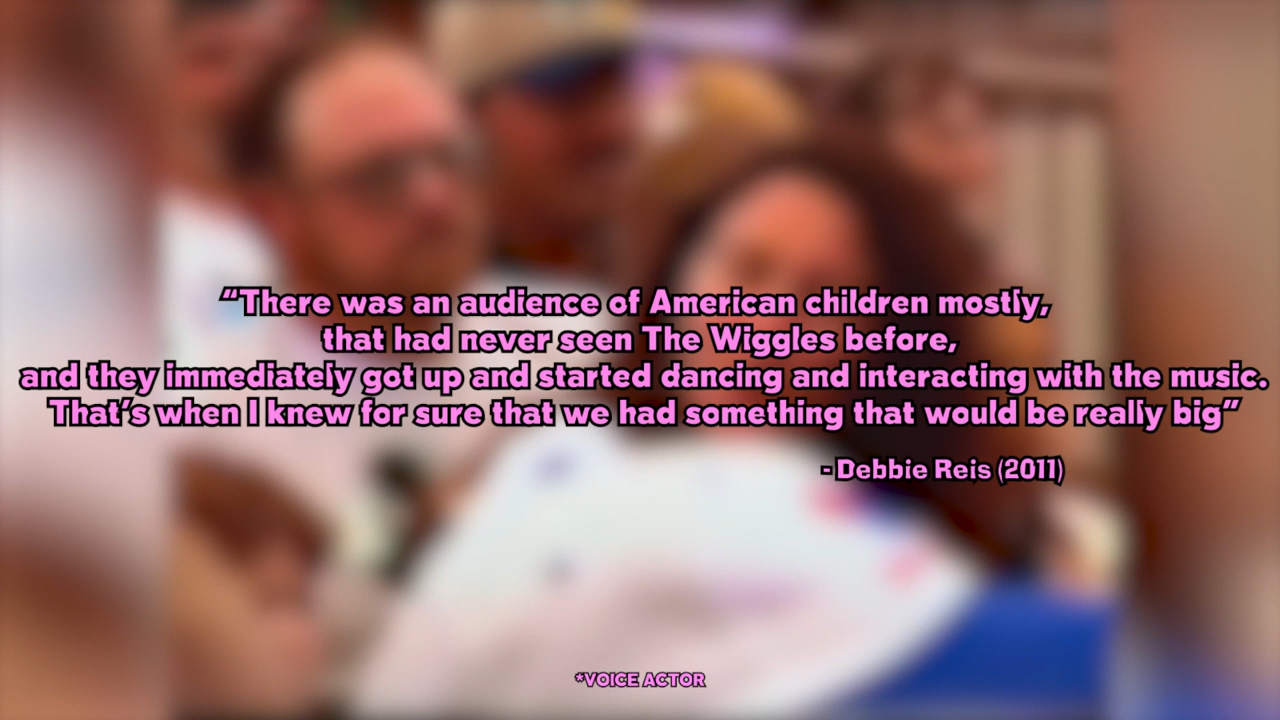 “There was an audience of American children mostly,
that had never seen The Wiggles before,
and they immediately got up and started dancing and interacting with the music.
That’s when I knew for sure that we had something that would be really big”
- Debbie Reis (2011)
*VOICE ACTOR